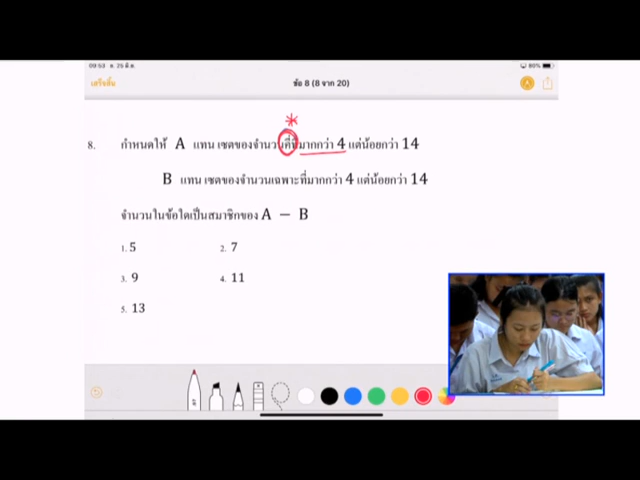 09:53 อ. 25 มี.ค. 80%
เสร็จสิ้น ข้อ 8 (8 จาก 20)
*
8. กำหนดให้ A แทน เซตของจำนวนคี่ที่มากกว่า 4 แต่น้อยกว่า 14
B แทน เซตของจำนวนเฉพาะที่มากกว่า 4 แต่น้อยกว่า 14
จำนวนในข้อใดเป็นสมาชิกของ A − B
1. 5 2. 7
3. 9 4. 11
5. 13